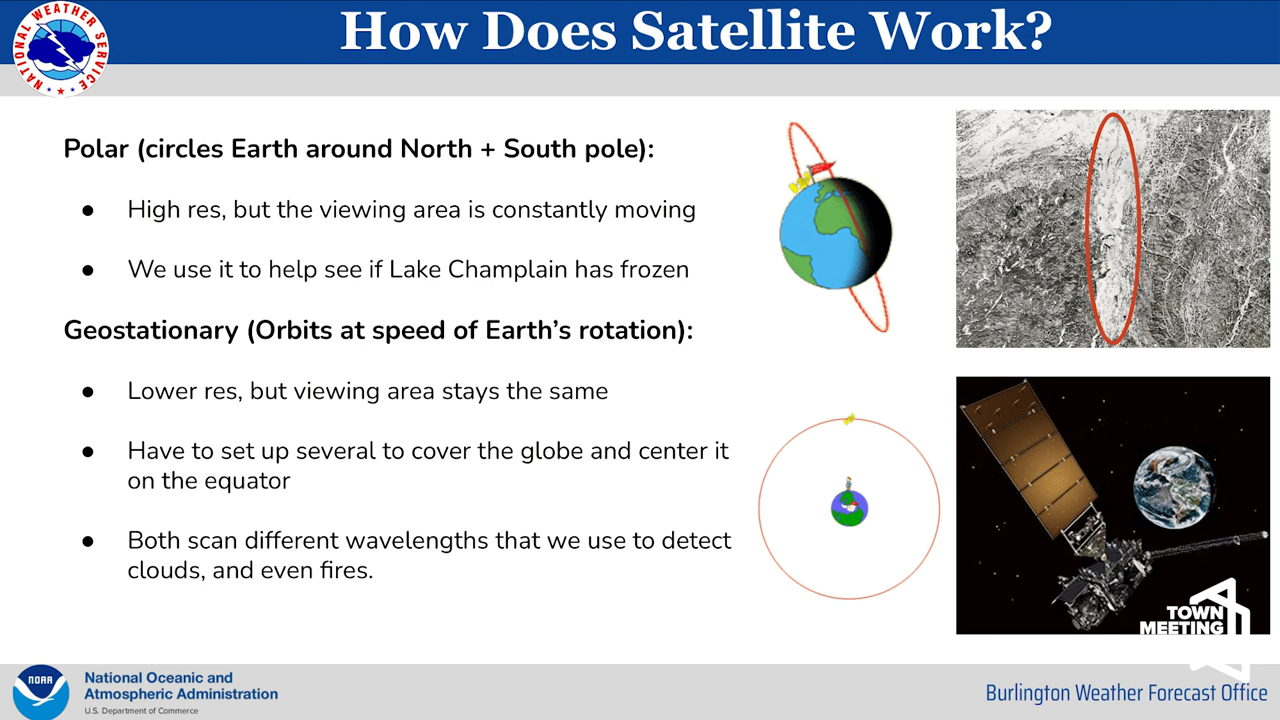 How Does Satellite Work?
NATIONAL WEATHER SERVICE
Polar (circles Earth around North + South pole):
● High res, but the viewing area is constantly moving
● We use it to help see if Lake Champlain has frozen
Geostationary (Orbits at speed of Earth’s rotation):
● Lower res, but viewing area stays the same
● Have to set up several to cover the globe and center it
on the equator
● Both scan different wavelengths that we use to detect
clouds, and even fires.
TOWN
MEETING
NOAA
National Oceanic and
Atmospheric Administration
U.S. Department of Commerce
Burlington Weather Forecast Office